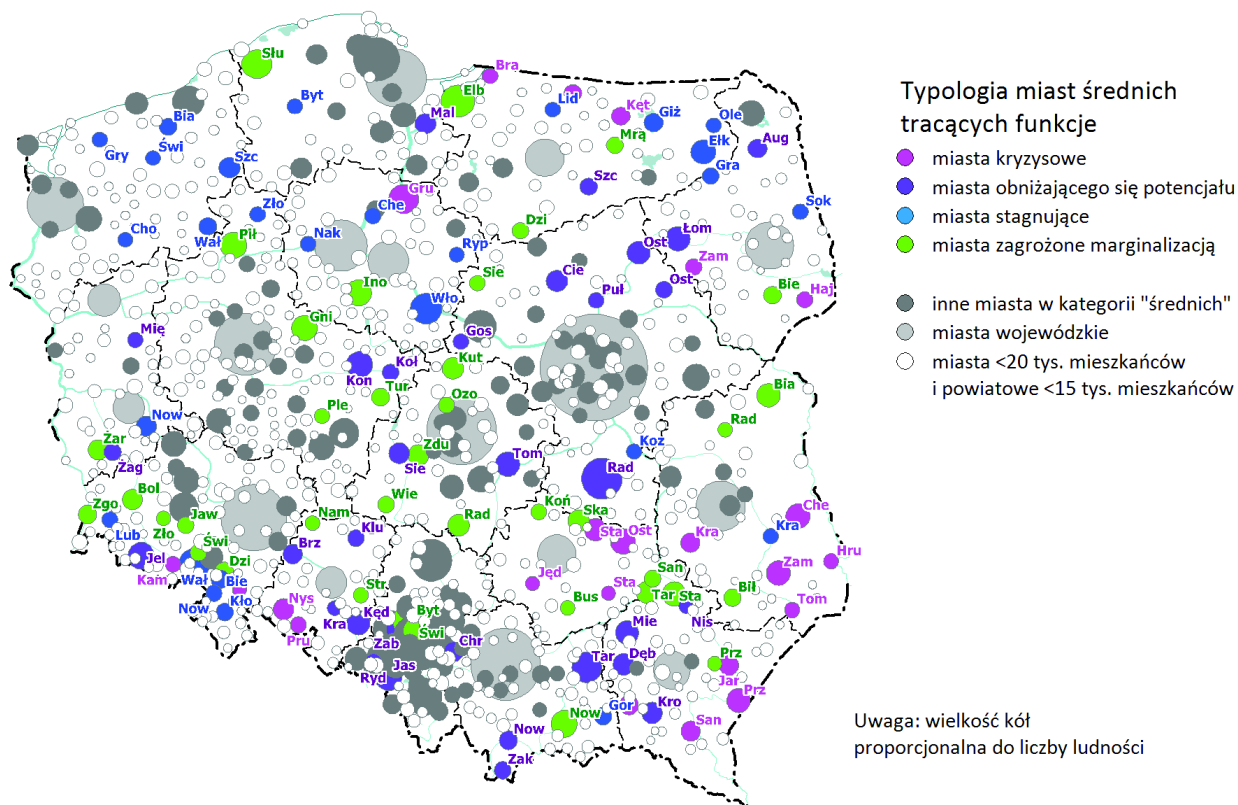 Typologia miast średnich
tracących funkcje
miasta kryzysowe
miasta obniżającego się potencjału
miasta stagnujące
miasta zagrożone marginalizacją
inne miasta w kategorii "średnich"
miasta wojewódzkie
miasta <20 tys. mieszkańców
i powiatowe <15 tys. mieszkańców
Uwaga: wielkość kół
proporcjonalna do liczby ludności
Słu
Bra
Elb
Byt
Lid
Kęt
Giż
Ole
Bia
Mal
Mrą
Ełk
Aug
Gry
Świ
Szc
Gra
Szc
Gru
Zło
Che
Sok
Cho
Wał
Dzi
Pił
Nak
Ryp
Ost
Łom
Zam
Sie
Cie
Ino
Ost
Bie
Haj
Puł
Wło
Ghi
Mię
Gos
Kut
Kon
Koł
Tur
Bia
Ozo
Ple
Now
Rad
Żar
Żag
Zdu
Sie
Tom
Koz
Rad
Bol
Zgo
Wie
Koń
Ska
Che
Zło
Jaw
Nam
Rad
Sta
Ost
Kra
Lub
Świ
Klu
Kra
Jel
Brz
Hru
Kam
Dzi
Jęd
San
Zam
Wał
Bie
Str
Sta
Now
Kło
Nys
Bus
Tar
Sta
Bił
Tom
Pru
Kra
Kęd
Byt
Nis
Świ
Mie
Zab
Chr
Jas
Tar
Dęb
Prz
Ryd
Jar
Prz
Now
Gór
Kro
San
Now
Zak